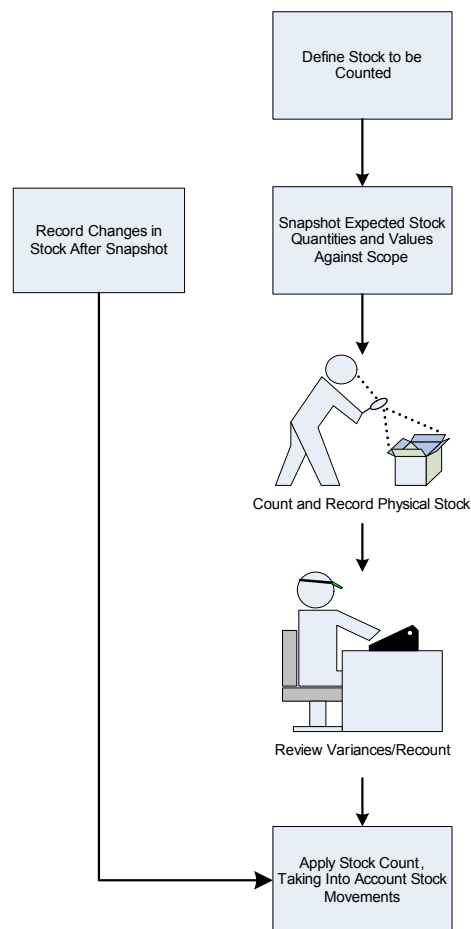 Define Stock to be
Counted
Record Changes in
Stock After Snapshot
Snapshot Expected Stock
Quantities and Values
Against Scope
Count and Record Physical Stock
Review Variances/Recount
Apply Stock Count,
Taking Into Account Stock
Movements